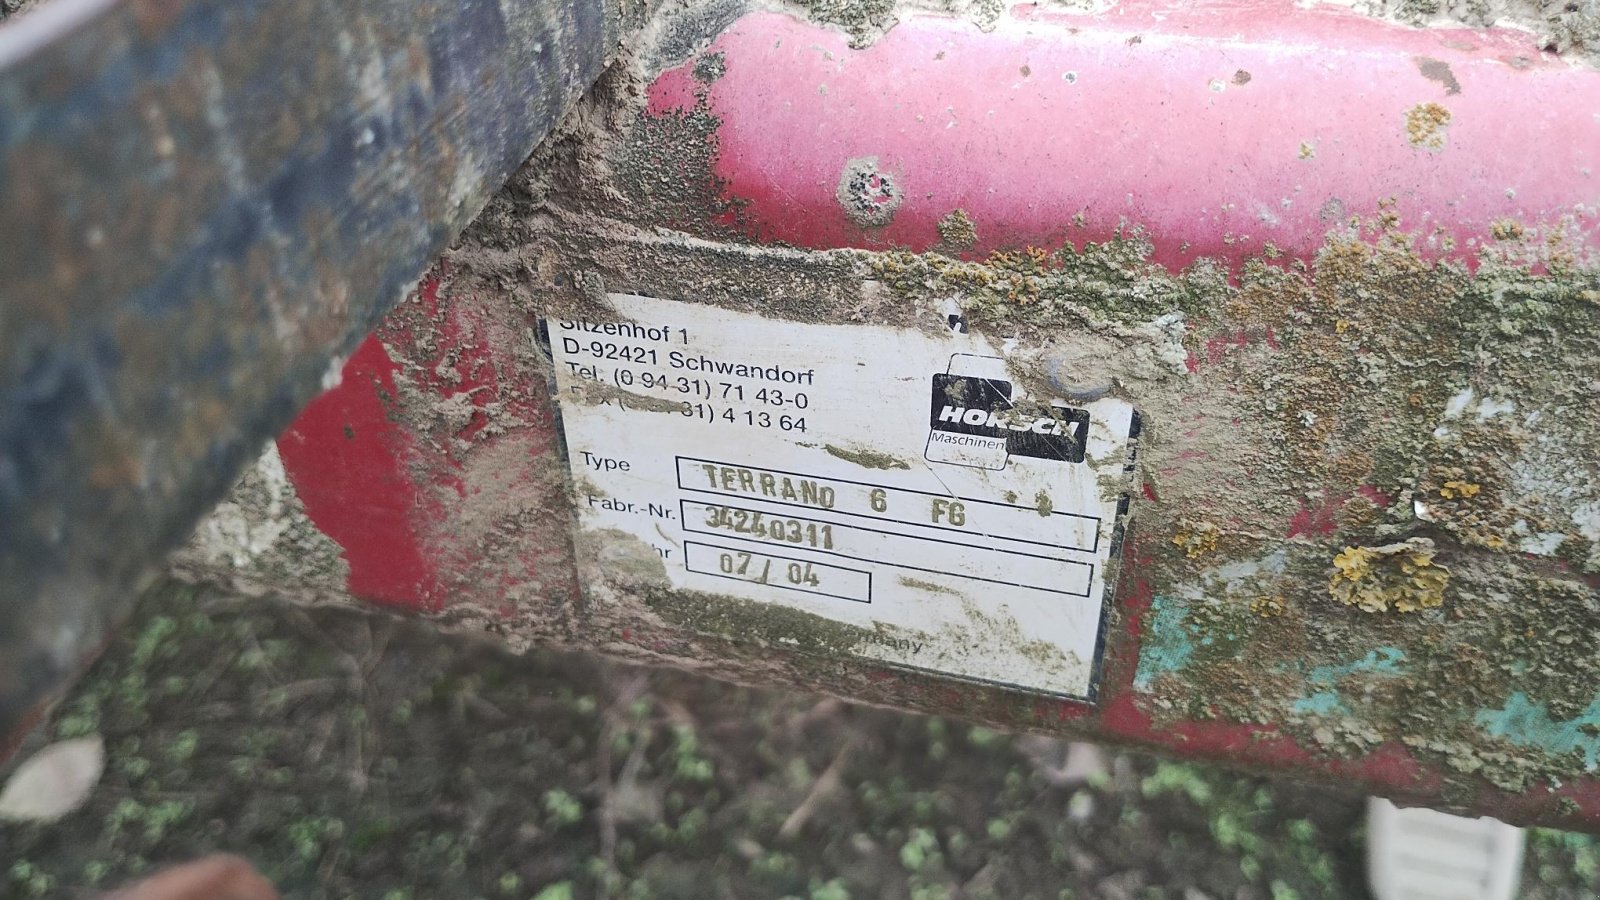 Sitzenhof 1
D-92421 Schwandorf
Tel. (0 94 31) 71 43-0
31) 4 13 64
HORSCH
Maschinen
Type TERRANO 6 FG
Fabr.-Nr. 34240311
07/04